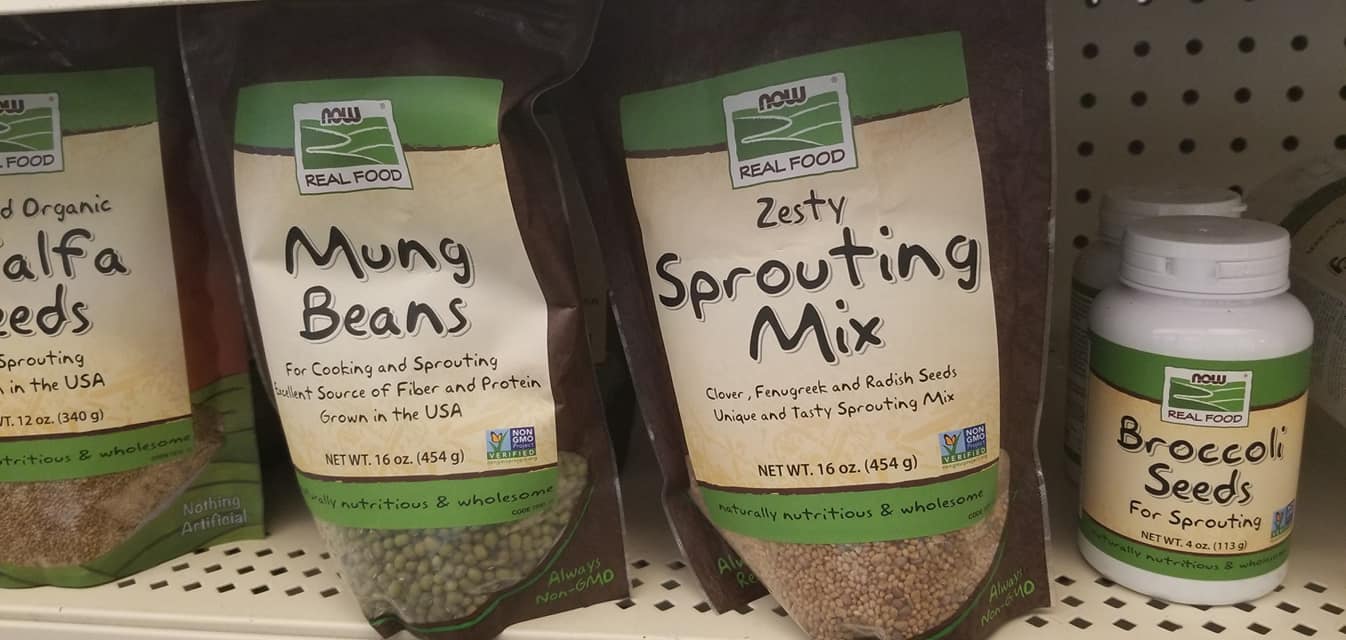 now
REAL FOOD
d Organic
alfa
eeds
Sprouting
in the USA
WT. 12 oz. (340 g)
utritious & wholesome
Nothing
Artificial
now
REAL FOOD
Mung
Beans
For Cooking and Sprouting
Excellent Source of Fiber and Protein
Grown in the USA
NON
GMO
Project
VERIFIED
NET WT. 16 oz. (454 g)
naturally nutritious & wholesome
Always
Non-GMO
now
REAL FOOD
Zesty
Sprouting
Mix
Clover, Fenugreek and Radish Seeds
Unique and Tasty Sprouting Mix
NON
GMO
Project
VERIFIED
NET WT. 16 oz. (454 g)
naturally nutritious & wholesome
Always
Non-GMO
now
REAL FOOD
Broccoli
Seeds
For Sprouting
NET WT. 4 oz. (113 g)
naturally nutritious & wholesome